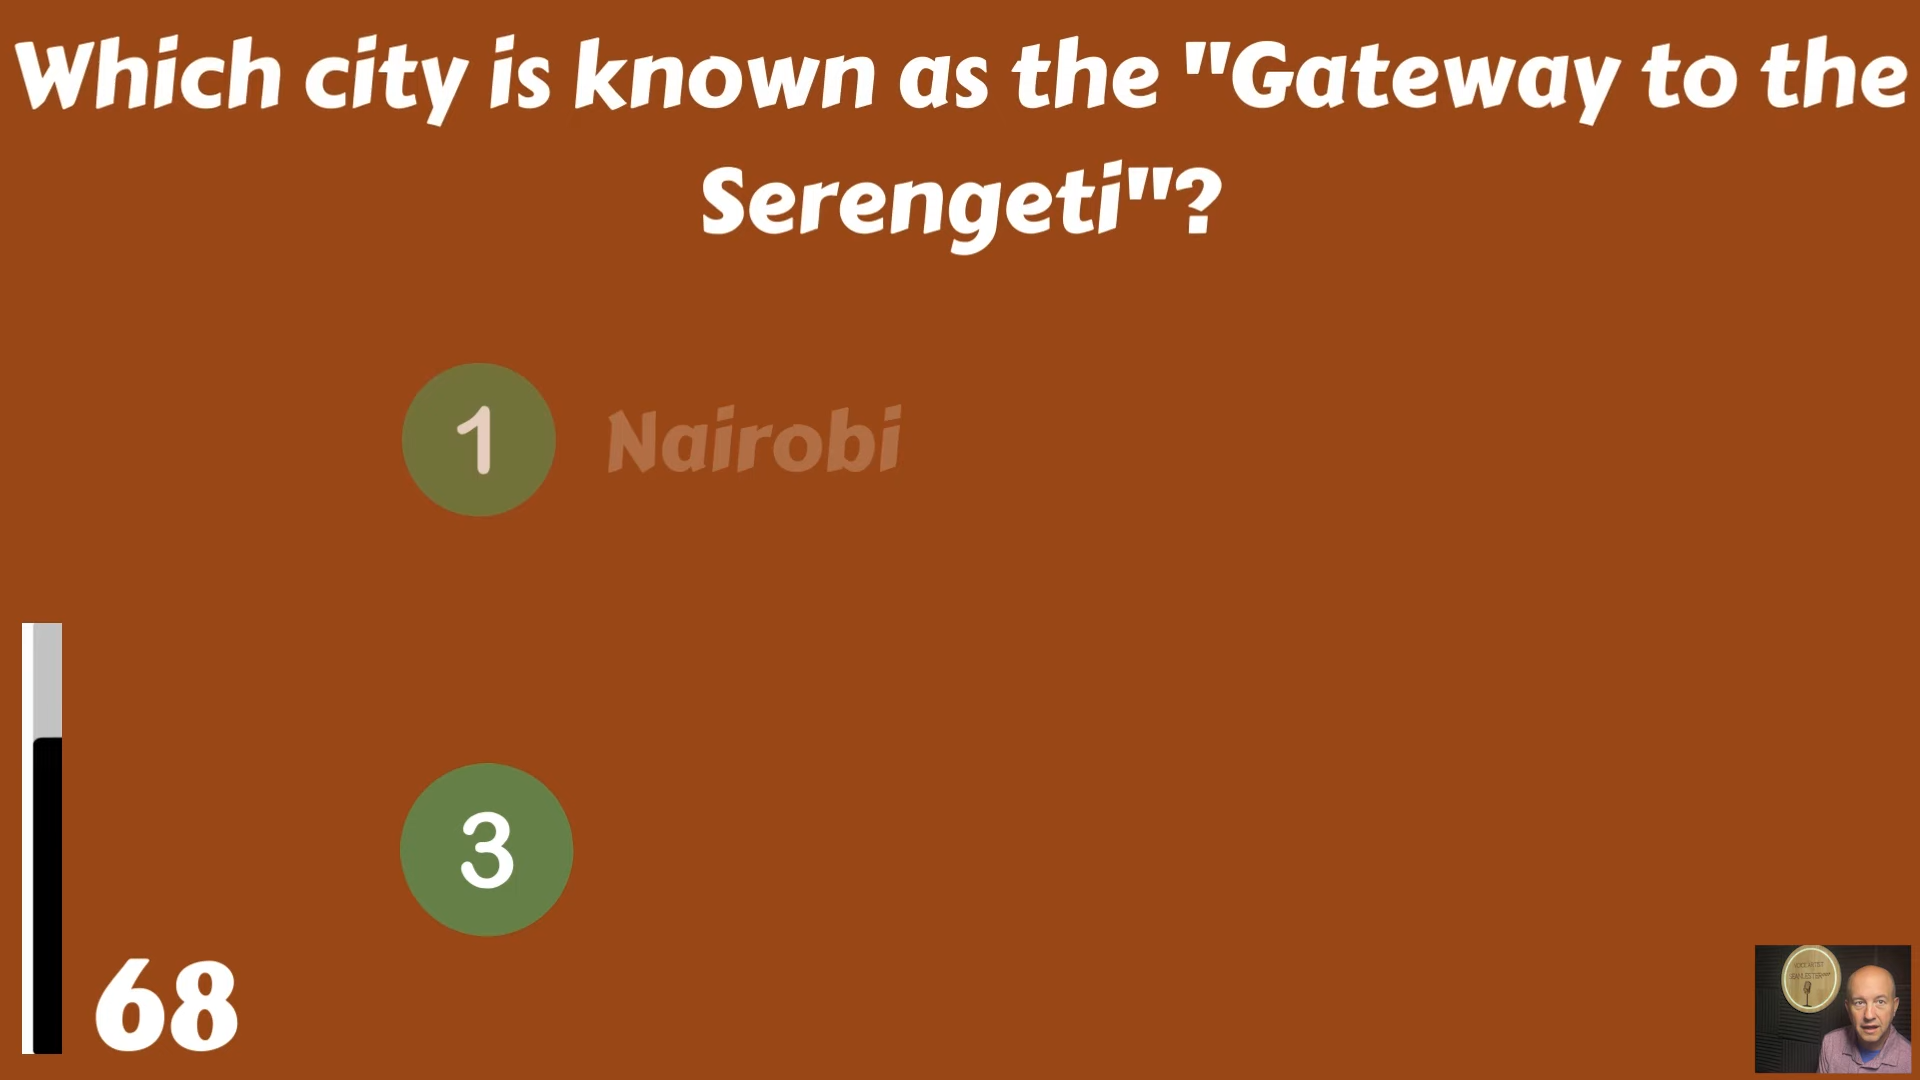 Which city is known as the "Gateway to the
Serengeti"?
1 Nairobi
3
68